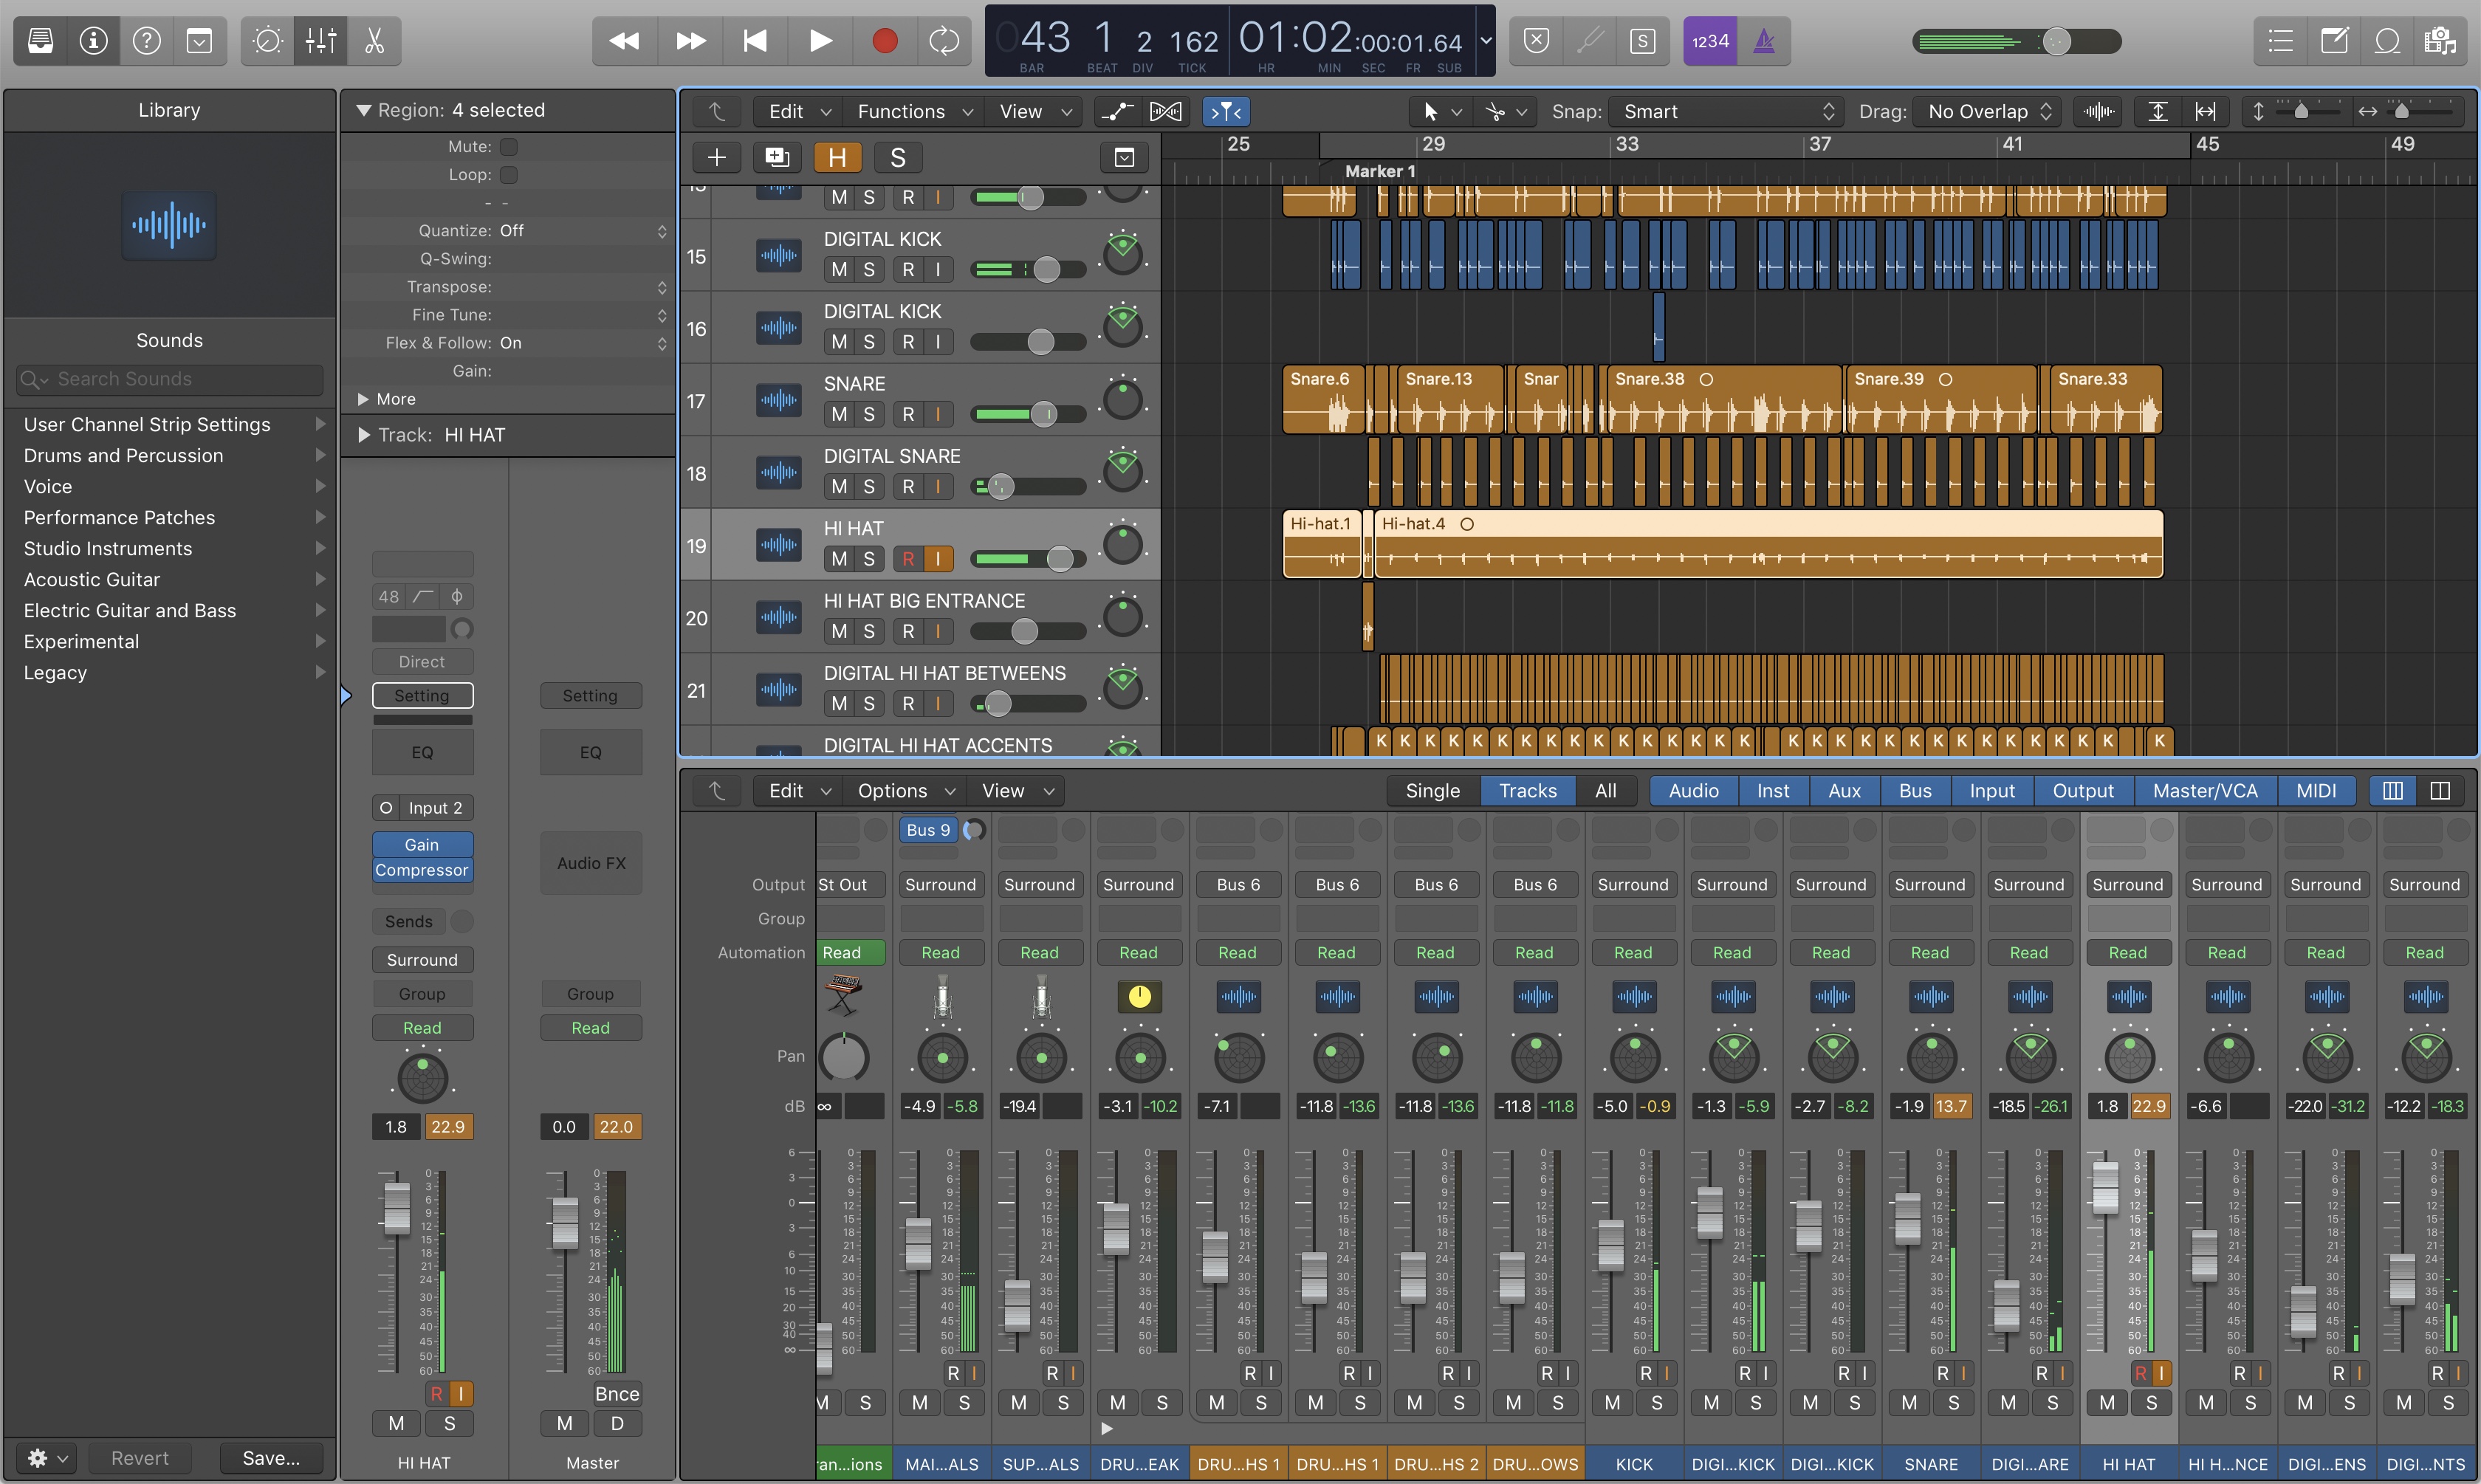 043 1 2 162 01:02:00:00.01.64
BAR BEAT DIV TICK HR MIN SEC FR SUB
S
1234
Library
Sounds
Search Sounds
User Channel Strip Settings
Drums and Percussion
Voice
Performance Patches
Studio Instruments
Acoustic Guitar
Electric Guitar and Bass
Experimental
Legacy
Revert Save...
Region: 4 selected
Mute:
Loop:
- -
Quantize: Off
Q-Swing:
Transpose:
Fine Tune:
Flex & Follow: On
Gain:
More
Track: HI HAT
48
Direct
Setting Setting
EQ EQ
Input 2
Gain
Compressor
Audio FX
Sends
Surround
Group Group
Read Read
1.8 22.9 0.0 22.0
R I Bnce
M S M D
HI HAT Master
Edit Functions View Snap: Smart Drag: No Overlap
H S
25 29 33 37 41 45 49
Marker 1
M S R I
15 DIGITAL KICK
M S R I
16 DIGITAL KICK
M S R I
17 SNARE
M S R I
Snare.6 Snare.13 Snar Snare.38 Snare.39 Snare.33
18 DIGITAL SNARE
M S R I
19 HI HAT
M S R I
Hi-hat.1 Hi-hat.4
20 HI HAT BIG ENTRANCE
M S R I
21 DIGITAL HI HAT BETWEENS
M S R I
DIGITAL HI HAT ACCENTS
K K K K K K K K K K K K K K K K K K K K K K K K K K K K K K K
Edit Options View Single Tracks All Audio Inst Aux Bus Input Output Master/VCA MIDI
Bus 9
Output St Out Surround Surround Surround Bus 6 Bus 6 Bus 6 Bus 6 Surround Surround Surround Surround Surround Surround Surround Surround Surround
Group
Automation Read Read Read Read Read Read Read Read Read Read Read Read Read Read Read Read Read
Pan
dB ∞ -4.9 -5.8 -19.4 -3.1 -10.2 -7.1 -11.8 -13.6 -11.8 -13.6 -11.8 -11.8 -5.0 -0.9 -1.3 -5.9 -2.7 -8.2 -1.9 13.7 -18.5 -26.1 1.8 22.9 -6.6 -22.0 -31.2 -12.2 -18.3
R I R I R I R I R I R I R I R I R I R I R I R I R I R I R I
M S M S M S M S M S M S M S M S M S M S M S M S M S M S M S M S M S
ran...ions MAI...ALS SUP...ALS DRU...EAK DRU...HS 1 DRU...HS 1 DRU...HS 2 DRU...OWS KICK DIGI...KICK DIGI...KICK SNARE DIGI...ARE HI HAT HI H...NCE DIGI...ENS DIGI...NTS